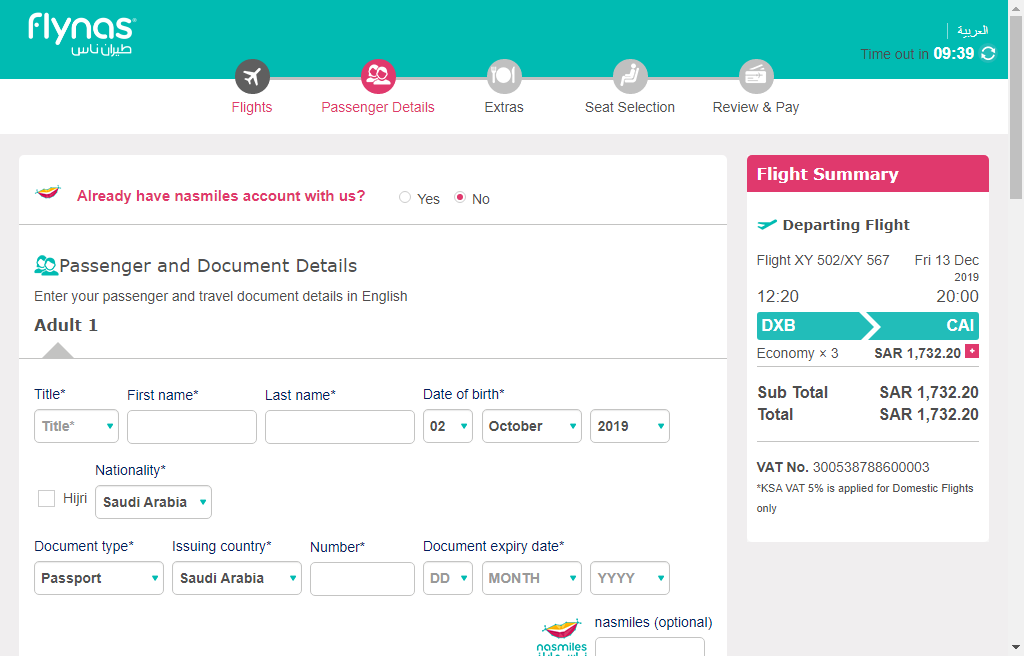 flynas
طيران ناس
العربية
Time out in 09:39
Flights
Passenger Details
Extras
Seat Selection
Review & Pay
Already have nasmiles account with us?
Yes
No
Passenger and Document Details
Enter your passenger and travel document details in English
Adult 1
Title*
First name*
Last name*
Date of birth*
Title*
02
October
2019
Nationality*
Hijri
Saudi Arabia
Document type*
Issuing country*
Number*
Document expiry date*
Passport
Saudi Arabia
DD
MONTH
YYYY
nasmiles (optional)
nasmiles
Flight Summary
Departing Flight
Flight XY 502/XY 567
Fri 13 Dec
2019
12:20
20:00
DXB
CAI
Economy × 3
SAR 1,732.20 +
Sub Total SAR 1,732.20
Total SAR 1,732.20
VAT No. 300538788600003
*KSA VAT 5% is applied for Domestic Flights
only